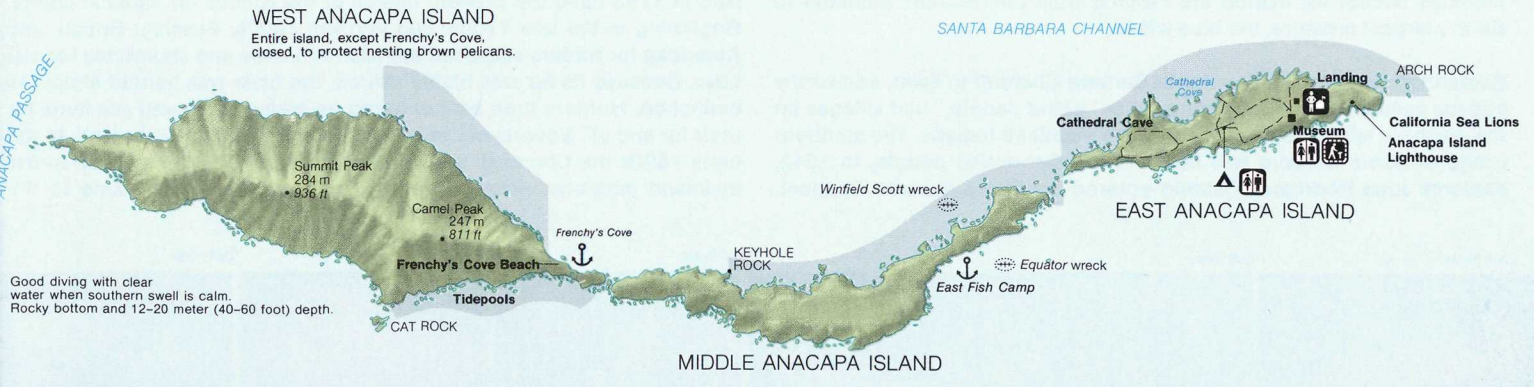 WEST ANACAPA ISLAND
Entire island, except Frenchy's Cove,
closed, to protect nesting brown pelicans.
SANTA BARBARA CHANNEL
ANACAPA PASSAGE
Summit Peak
284 m
936 ft
Camel Peak
247 m
811 ft
Frenchy's Cove
Frenchy's Cove Beach
Tidepools
CAT ROCK
Good diving with clear
water when southern swell is calm.
Rocky bottom and 12–20 meter (40–60 foot) depth.
KEYHOLE
ROCK
MIDDLE ANACAPA ISLAND
Winfield Scott wreck
Equator wreck
East Fish Camp
Cathedral
Cove
Cathedral Cave
Landing
ARCH ROCK
Museum
California Sea Lions
Anacapa Island
Lighthouse
EAST ANACAPA ISLAND